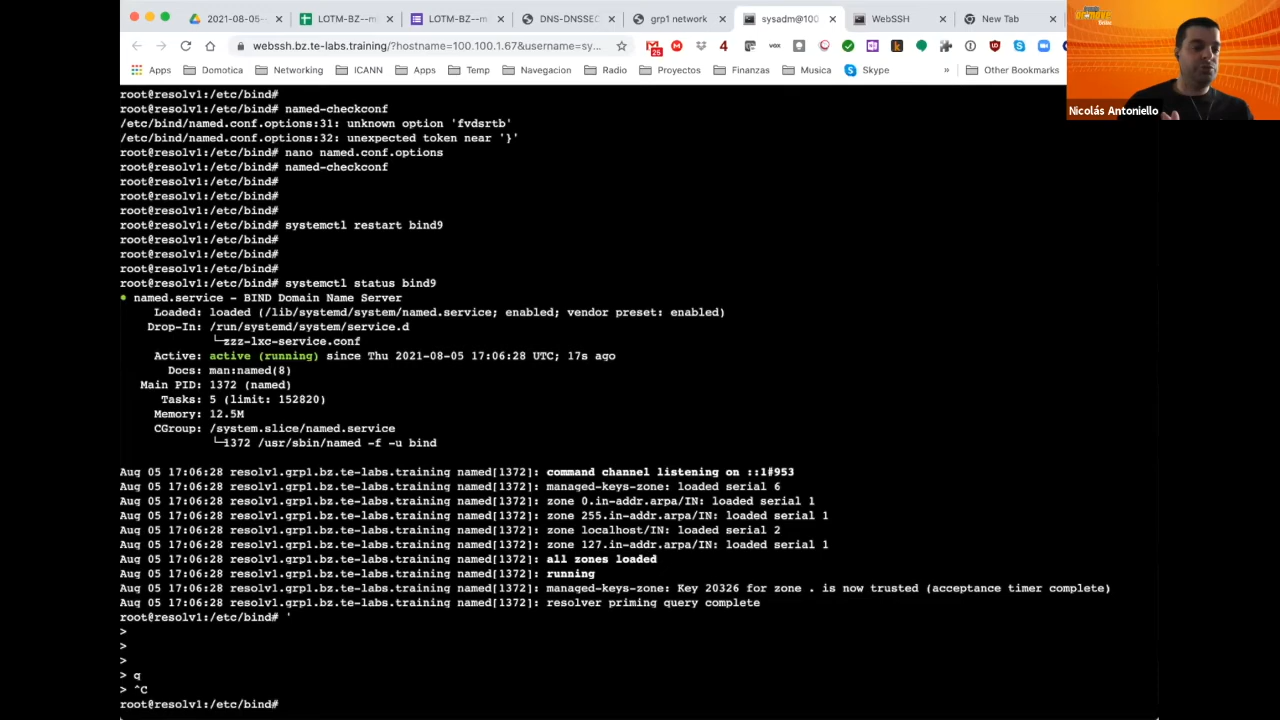 2021-08-05-
LOTM-BZ--m
LOTM-BZ--m
DNS-DNSSEC
grp1 network
sysadm@100
WebSSH
New Tab
webssh.bz.te-labs.training/?hostname=100.100.1.67&username=sy...
Apps
Domotica
Networking
iCANN
Apps
Temp
Navegacion
Radio
Proyectos
Finanzas
Musica
Skype
»
Other Bookmarks
Nicolás Antoniello
root@resolv1:/etc/bind#
root@resolv1:/etc/bind# named-checkconf
/etc/bind/named.conf.options:31: unknown option 'fvdsrtb'
/etc/bind/named.conf.options:32: unexpected token near '}'
root@resolv1:/etc/bind# nano named.conf.options
root@resolv1:/etc/bind# named-checkconf
root@resolv1:/etc/bind#
root@resolv1:/etc/bind#
root@resolv1:/etc/bind#
root@resolv1:/etc/bind# systemctl restart bind9
root@resolv1:/etc/bind#
root@resolv1:/etc/bind#
root@resolv1:/etc/bind#
root@resolv1:/etc/bind# systemctl status bind9
● named.service - BIND Domain Name Server
Loaded: loaded (/lib/systemd/system/named.service; enabled; vendor preset: enabled)
Drop-In: /run/systemd/system/service.d
└─zzz-lxc-service.conf
Active: active (running) since Thu 2021-08-05 17:06:28 UTC; 17s ago
Docs: man:named(8)
Main PID: 1372 (named)
Tasks: 5 (limit: 152820)
Memory: 12.5M
CGroup: /system.slice/named.service
└─1372 /usr/sbin/named -f -u bind
Aug 05 17:06:28 resolv1.grp1.bz.te-labs.training named[1372]: command channel listening on ::1#953
Aug 05 17:06:28 resolv1.grp1.bz.te-labs.training named[1372]: managed-keys-zone: loaded serial 6
Aug 05 17:06:28 resolv1.grp1.bz.te-labs.training named[1372]: zone 0.in-addr.arpa/IN: loaded serial 1
Aug 05 17:06:28 resolv1.grp1.bz.te-labs.training named[1372]: zone 255.in-addr.arpa/IN: loaded serial 1
Aug 05 17:06:28 resolv1.grp1.bz.te-labs.training named[1372]: zone localhost/IN: loaded serial 2
Aug 05 17:06:28 resolv1.grp1.bz.te-labs.training named[1372]: zone 127.in-addr.arpa/IN: loaded serial 1
Aug 05 17:06:28 resolv1.grp1.bz.te-labs.training named[1372]: all zones loaded
Aug 05 17:06:28 resolv1.grp1.bz.te-labs.training named[1372]: running
Aug 05 17:06:28 resolv1.grp1.bz.te-labs.training named[1372]: managed-keys-zone: Key 20326 for zone . is now trusted (acceptance timer complete)
Aug 05 17:06:28 resolv1.grp1.bz.te-labs.training named[1372]: resolver priming query complete
root@resolv1:/etc/bind# '
>
>
>
> q
> ^C
root@resolv1:/etc/bind#